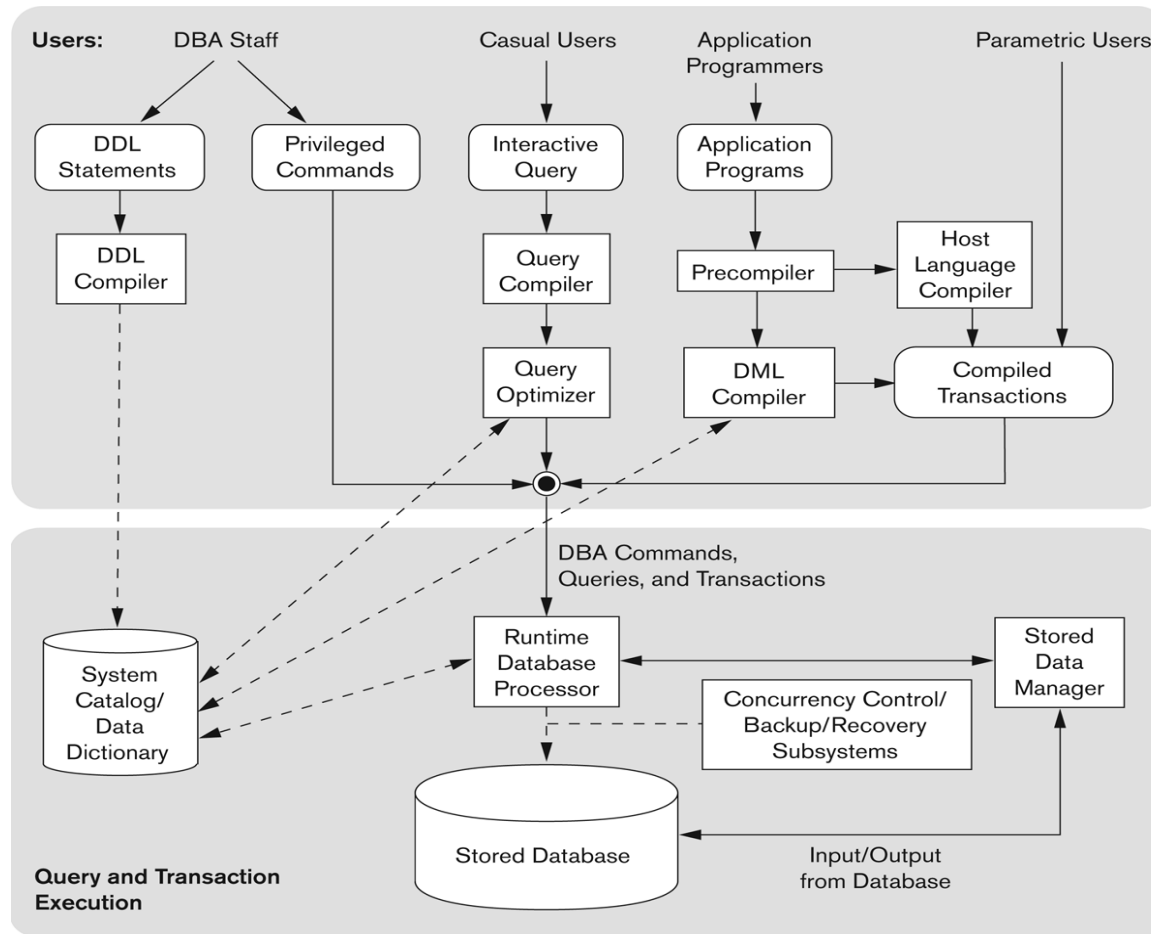 Users:
DBA Staff
Casual Users
Application
Programmers
Parametric Users
DDL
Statements
Privileged
Commands
Interactive
Query
Application
Programs
DDL
Compiler
Query
Compiler
Precompiler
Host
Language
Compiler
Query
Optimizer
DML
Compiler
Compiled
Transactions
DBA Commands,
Queries, and Transactions
System
Catalog/
Data
Dictionary
Runtime
Database
Processor
Stored
Data
Manager
Concurrency Control/
Backup/Recovery
Subsystems
Stored Database
Input/Output
from Database
Query and Transaction
Execution